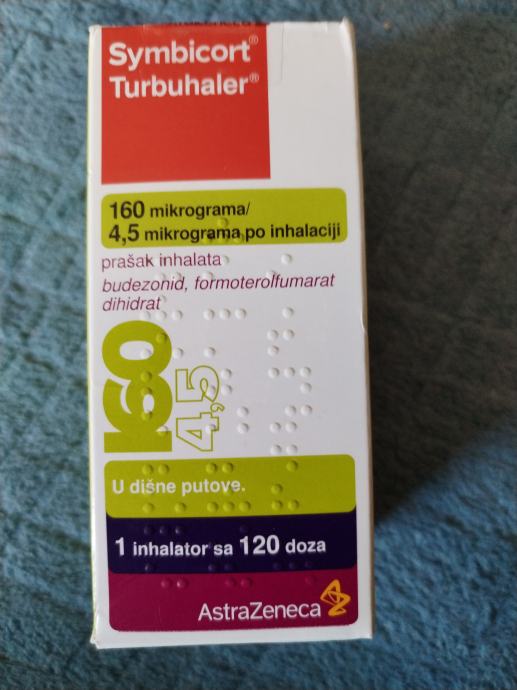 Symbicort®
Turbuhaler®
160 mikrograma/
4,5 mikrograma po inhalaciji
prašak inhalata
budezonid, formoterolfumarat
dihidrat
160
4,5
U dišne putove.
1 inhalator sa 120 doza
AstraZeneca